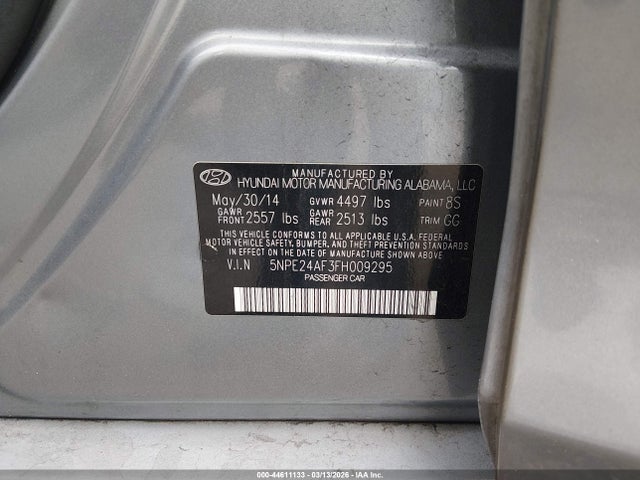 MANUFACTURED BY
HYUNDAI MOTOR MANUFACTURING ALABAMA, LLC
May/30/14 GVWR 4497 lbs PAINT 8S
GAWR FRONT 2557 lbs GAWR REAR 2513 lbs TRIM GG
THIS VEHICLE CONFORMS TO ALL APPLICABLE U.S.A. FEDERAL
MOTOR VEHICLE SAFETY, BUMPER, AND THEFT PREVENTION STANDARDS
IN EFFECT ON THE DATE OF MANUFACTURE SHOWN ABOVE.
V.I.N 5NPE24AF3FH009295
PASSENGER CAR
000-44611133 | 03/13/2026 | IAA Inc.